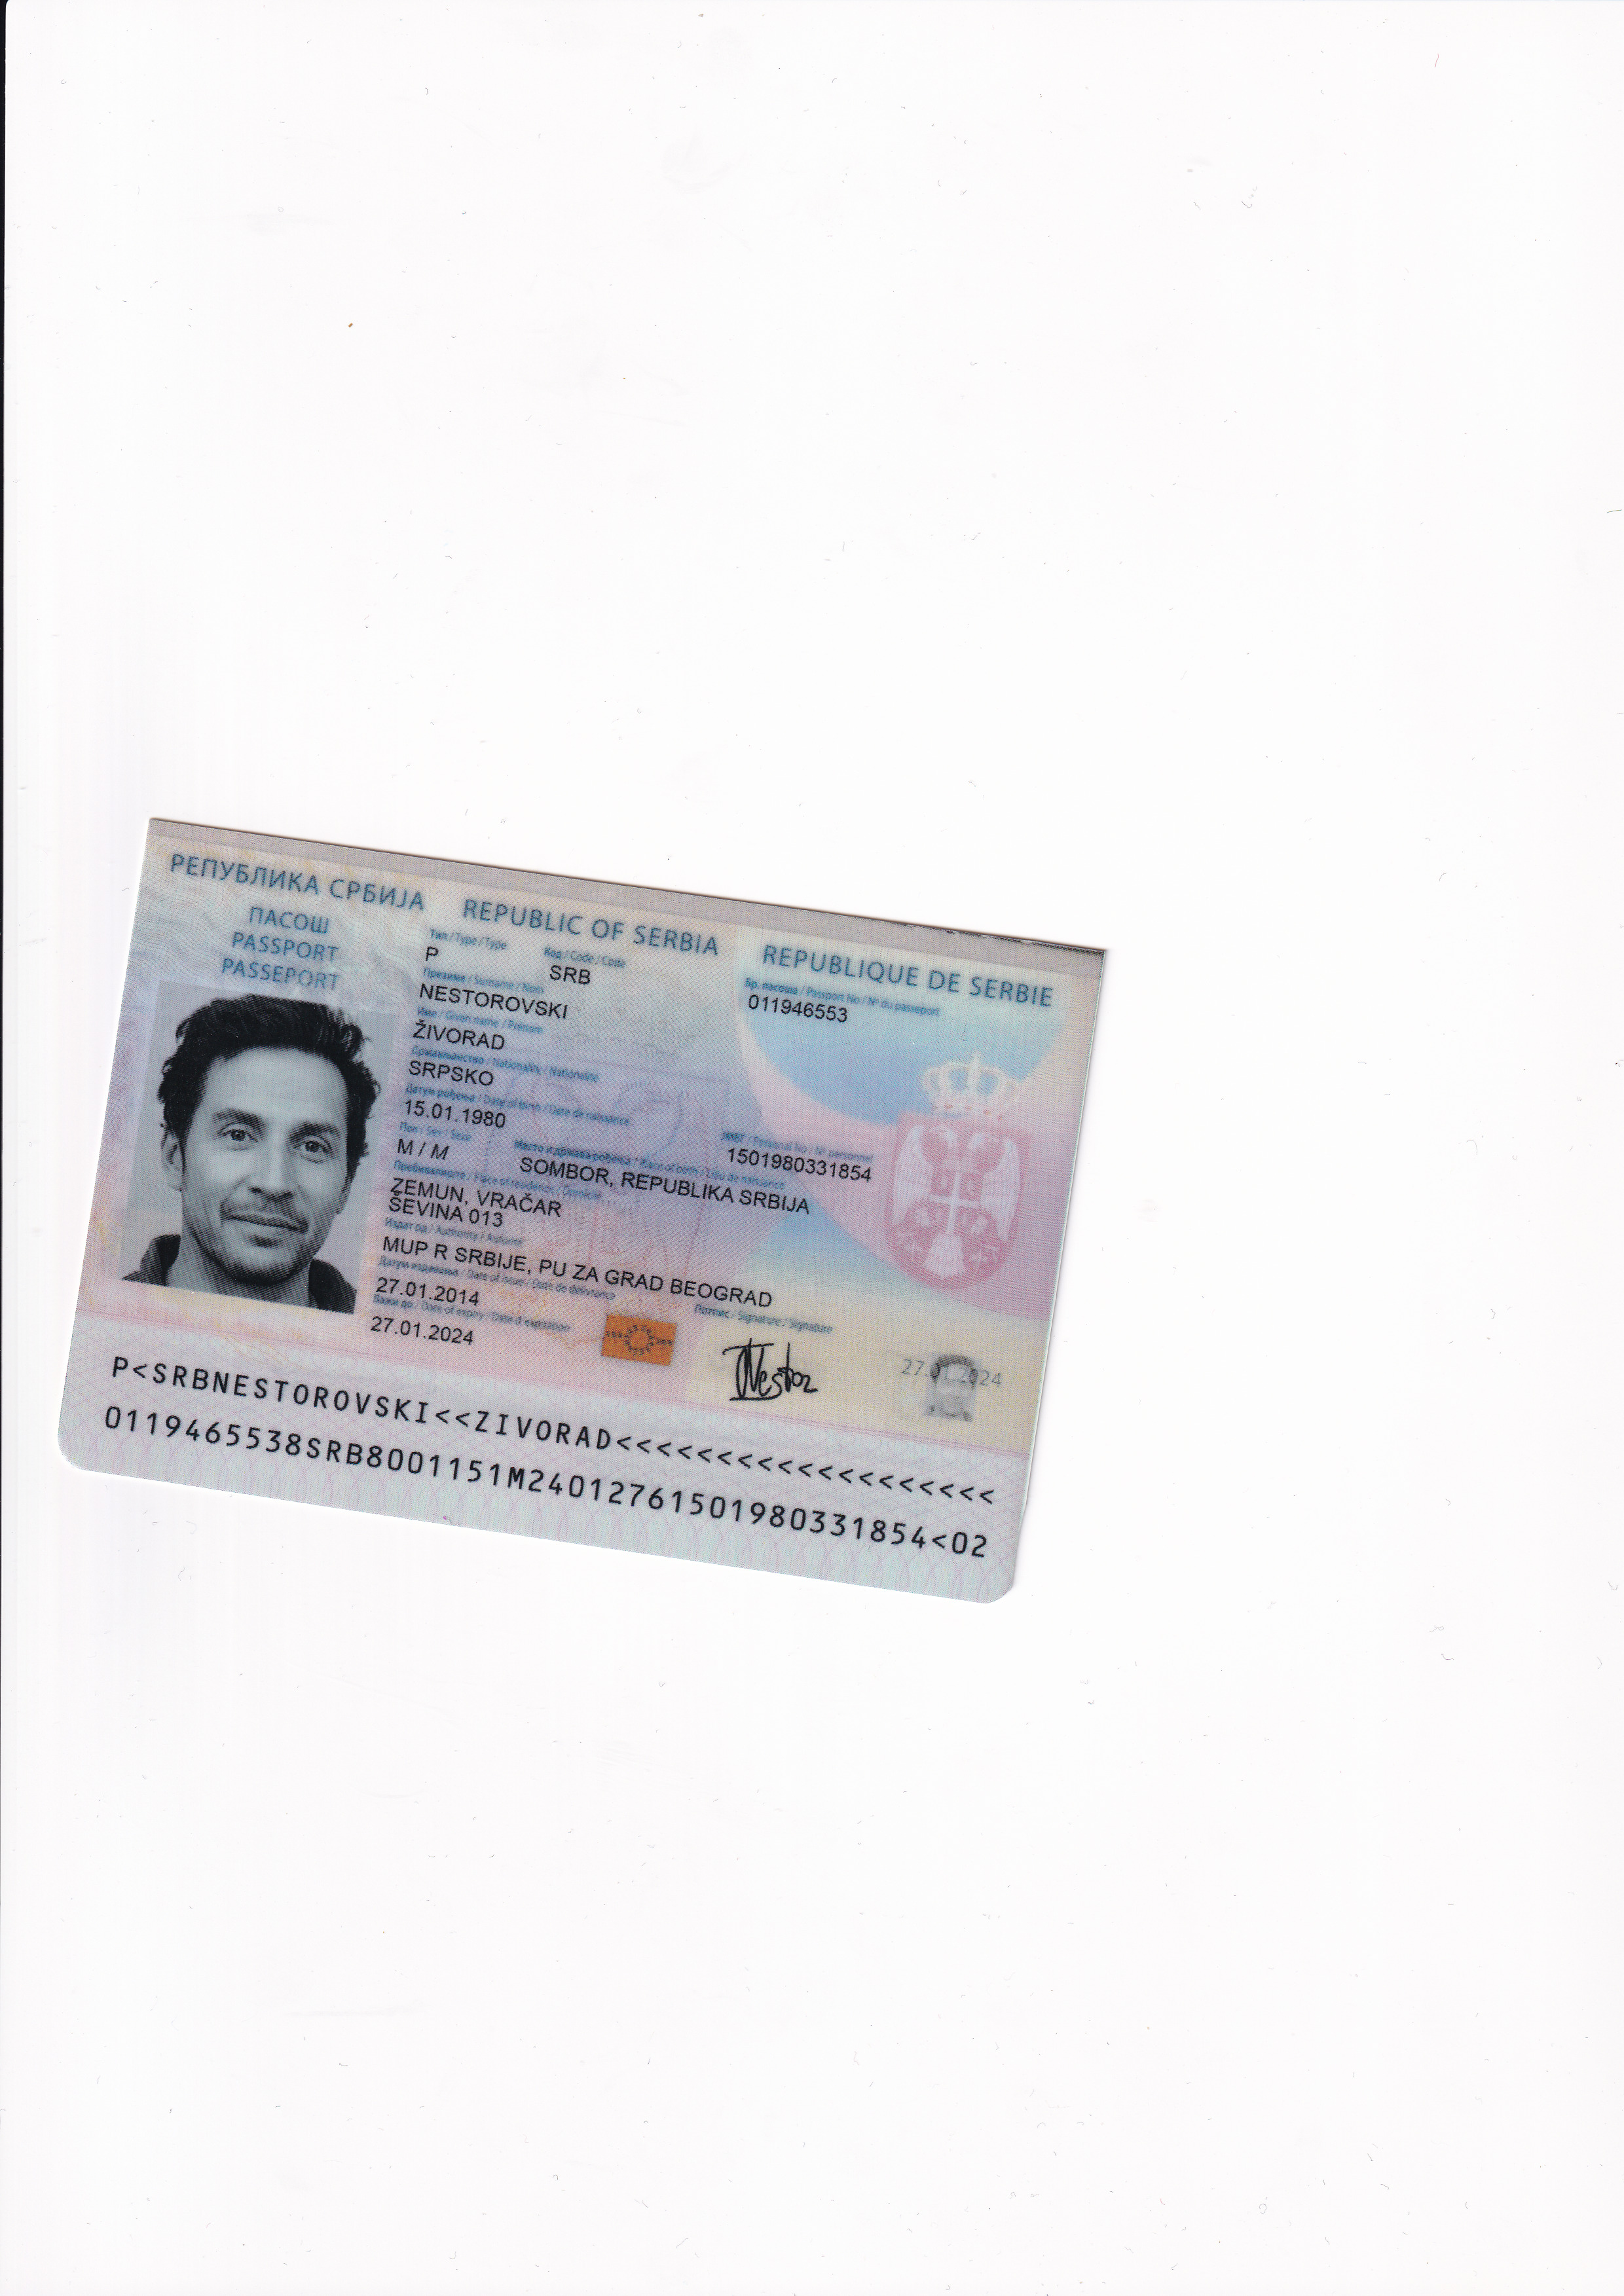 РЕПУБЛИКА СРБИЈА REPUBLIC OF SERBIA REPUBLIQUE DE SERBIE
ПАСОШ
PASSPORT
PASSEPORT
Тип / Type / Type Код / Code / Code Бр. пасоша / Passport No / Nº du passeport
P SRB 011946553
Презиме / Surname / Nom
NESTOROVSKI
Име / Given name / Prénom
ŽIVORAD
Држављанство / Nationality / Nationalité
SRPSKO
Датум рођења / Date of birth / Date de naissance
15.01.1980
Пол / Sex / Sexe Место и држава рођења / Place of birth / Lieu de naissance ЈМБГ / Personal No / Nº personnel
M / M SOMBOR, REPUBLIKA SRBIJA 1501980331854
Пребивалиште / Place of residence / Domicile
ZEMUN, VRAČAR
ŠEVINA 013
Издат од / Authority / Autorité
MUP R SRBIJE, PU ZA GRAD BEOGRAD
Датум издавања / Date of issue / Date de délivrance
27.01.2014
Важи до / Date of expiry / Date d expiration Потпис / Signature / Signature
27.01.2024
Nestor
27.01.2024
P<SRBNESTOROVSKI<<ZIVORAD<<<<<<<<<<<<<<<<<<<
0119465538SRB8001151M24012761501980331854<02